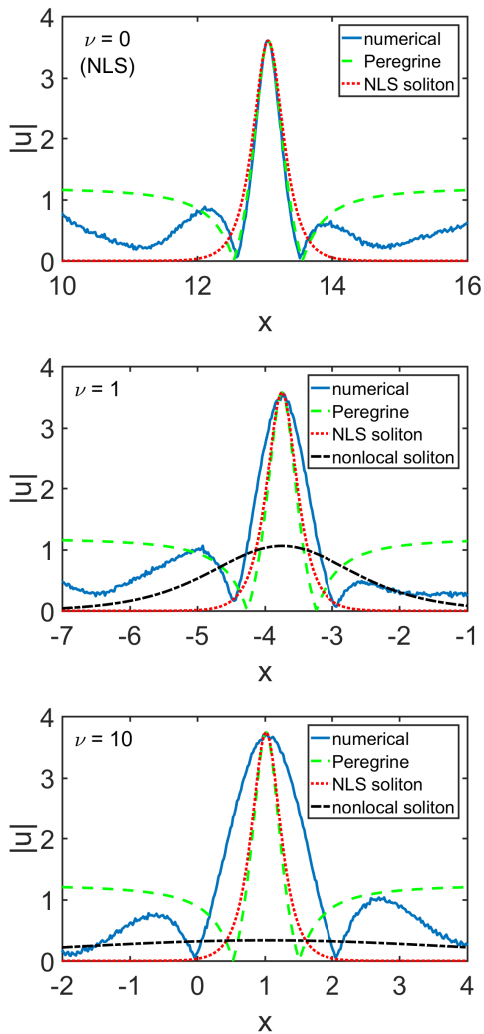 ν = 0
(NLS)
numerical
Peregrine
NLS soliton
|u|
4
3
2
1
0
10
12
14
16
x
ν = 1
numerical
Peregrine
NLS soliton
nonlocal soliton
|u|
4
3
2
1
0
-7
-6
-5
-4
-3
-2
-1
x
ν = 10
numerical
Peregrine
NLS soliton
nonlocal soliton
|u|
4
3
2
1
0
-2
-1
0
1
2
3
4
x